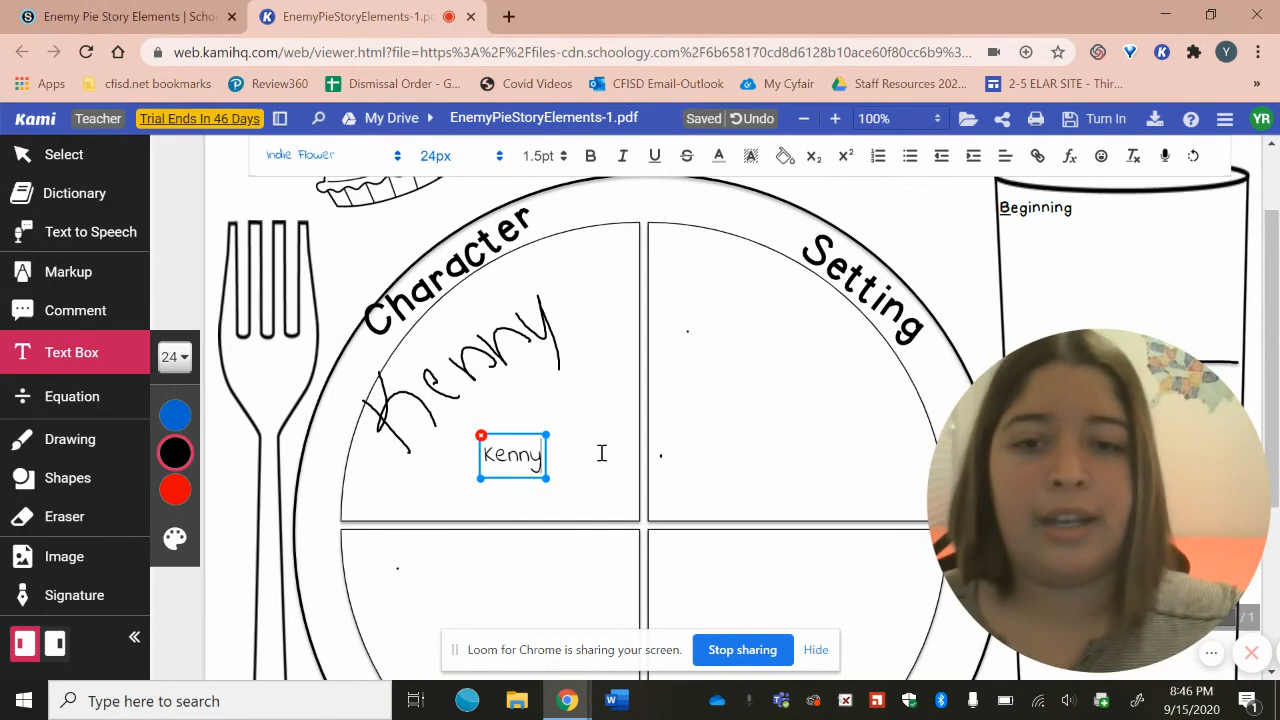 Enemy Pie Story Elements | Scho
EnemyPieStoryElements-1.p
web.kamihq.com/web/viewer.html?file=https%3A%2F%2Ffiles-cdn.schoology.com%2F6b658170cd8d6128b10ace60f80cc6b9%...
Y
Apps
cfisd.net bookmarks
Review360
Dismissal Order - G...
Covid Videos
CFISD Email-Outlook
My Cyfair
Staff Resources 202...
2-5 ELAR SITE - Thir...
Kami
Teacher
Trial Ends In 46 Days
My Drive
EnemyPieStoryElements-1.pdf
Saved
Undo
100%
Turn In
YR
Indie Flower
24px
1.5pt
B I U S A A X₂ X² fx
Select
Dictionary
Text to Speech
Markup
Comment
Text Box
Equation
Drawing
Shapes
Eraser
Image
Signature
24
Character
Setting
Beginning
Kenny
Kenny
/ 1
Loom for Chrome is sharing your screen.
Stop sharing
Hide
Type here to search
8:46 PM
9/15/2020
1